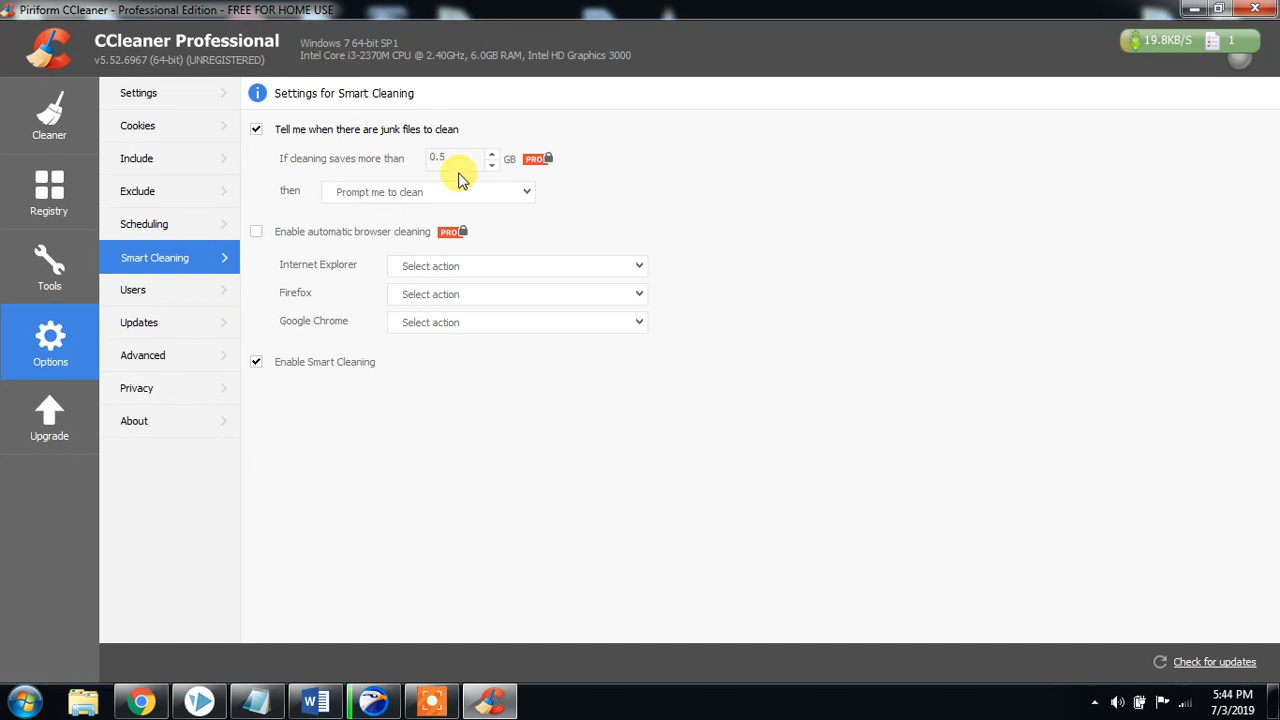 Piriform CCleaner - Professional Edition - FREE FOR HOME USE
CCleaner Professional
v5.52.6967 (64-bit) (UNREGISTERED)
Windows 7 64-bit SP1
Intel Core i3-2370M CPU @ 2.40GHz, 6.0GB RAM, Intel HD Graphics 3000
19.8KB/S 1
Cleaner
Registry
Tools
Options
Upgrade
Settings
Cookies
Include
Exclude
Scheduling
Smart Cleaning
Users
Updates
Advanced
Privacy
About
Settings for Smart Cleaning
Tell me when there are junk files to clean
If cleaning saves more than 0.5 GB PRO
then Prompt me to clean
Enable automatic browser cleaning PRO
Internet Explorer Select action
Firefox Select action
Google Chrome Select action
Enable Smart Cleaning
Check for updates
5:44 PM
7/3/2019